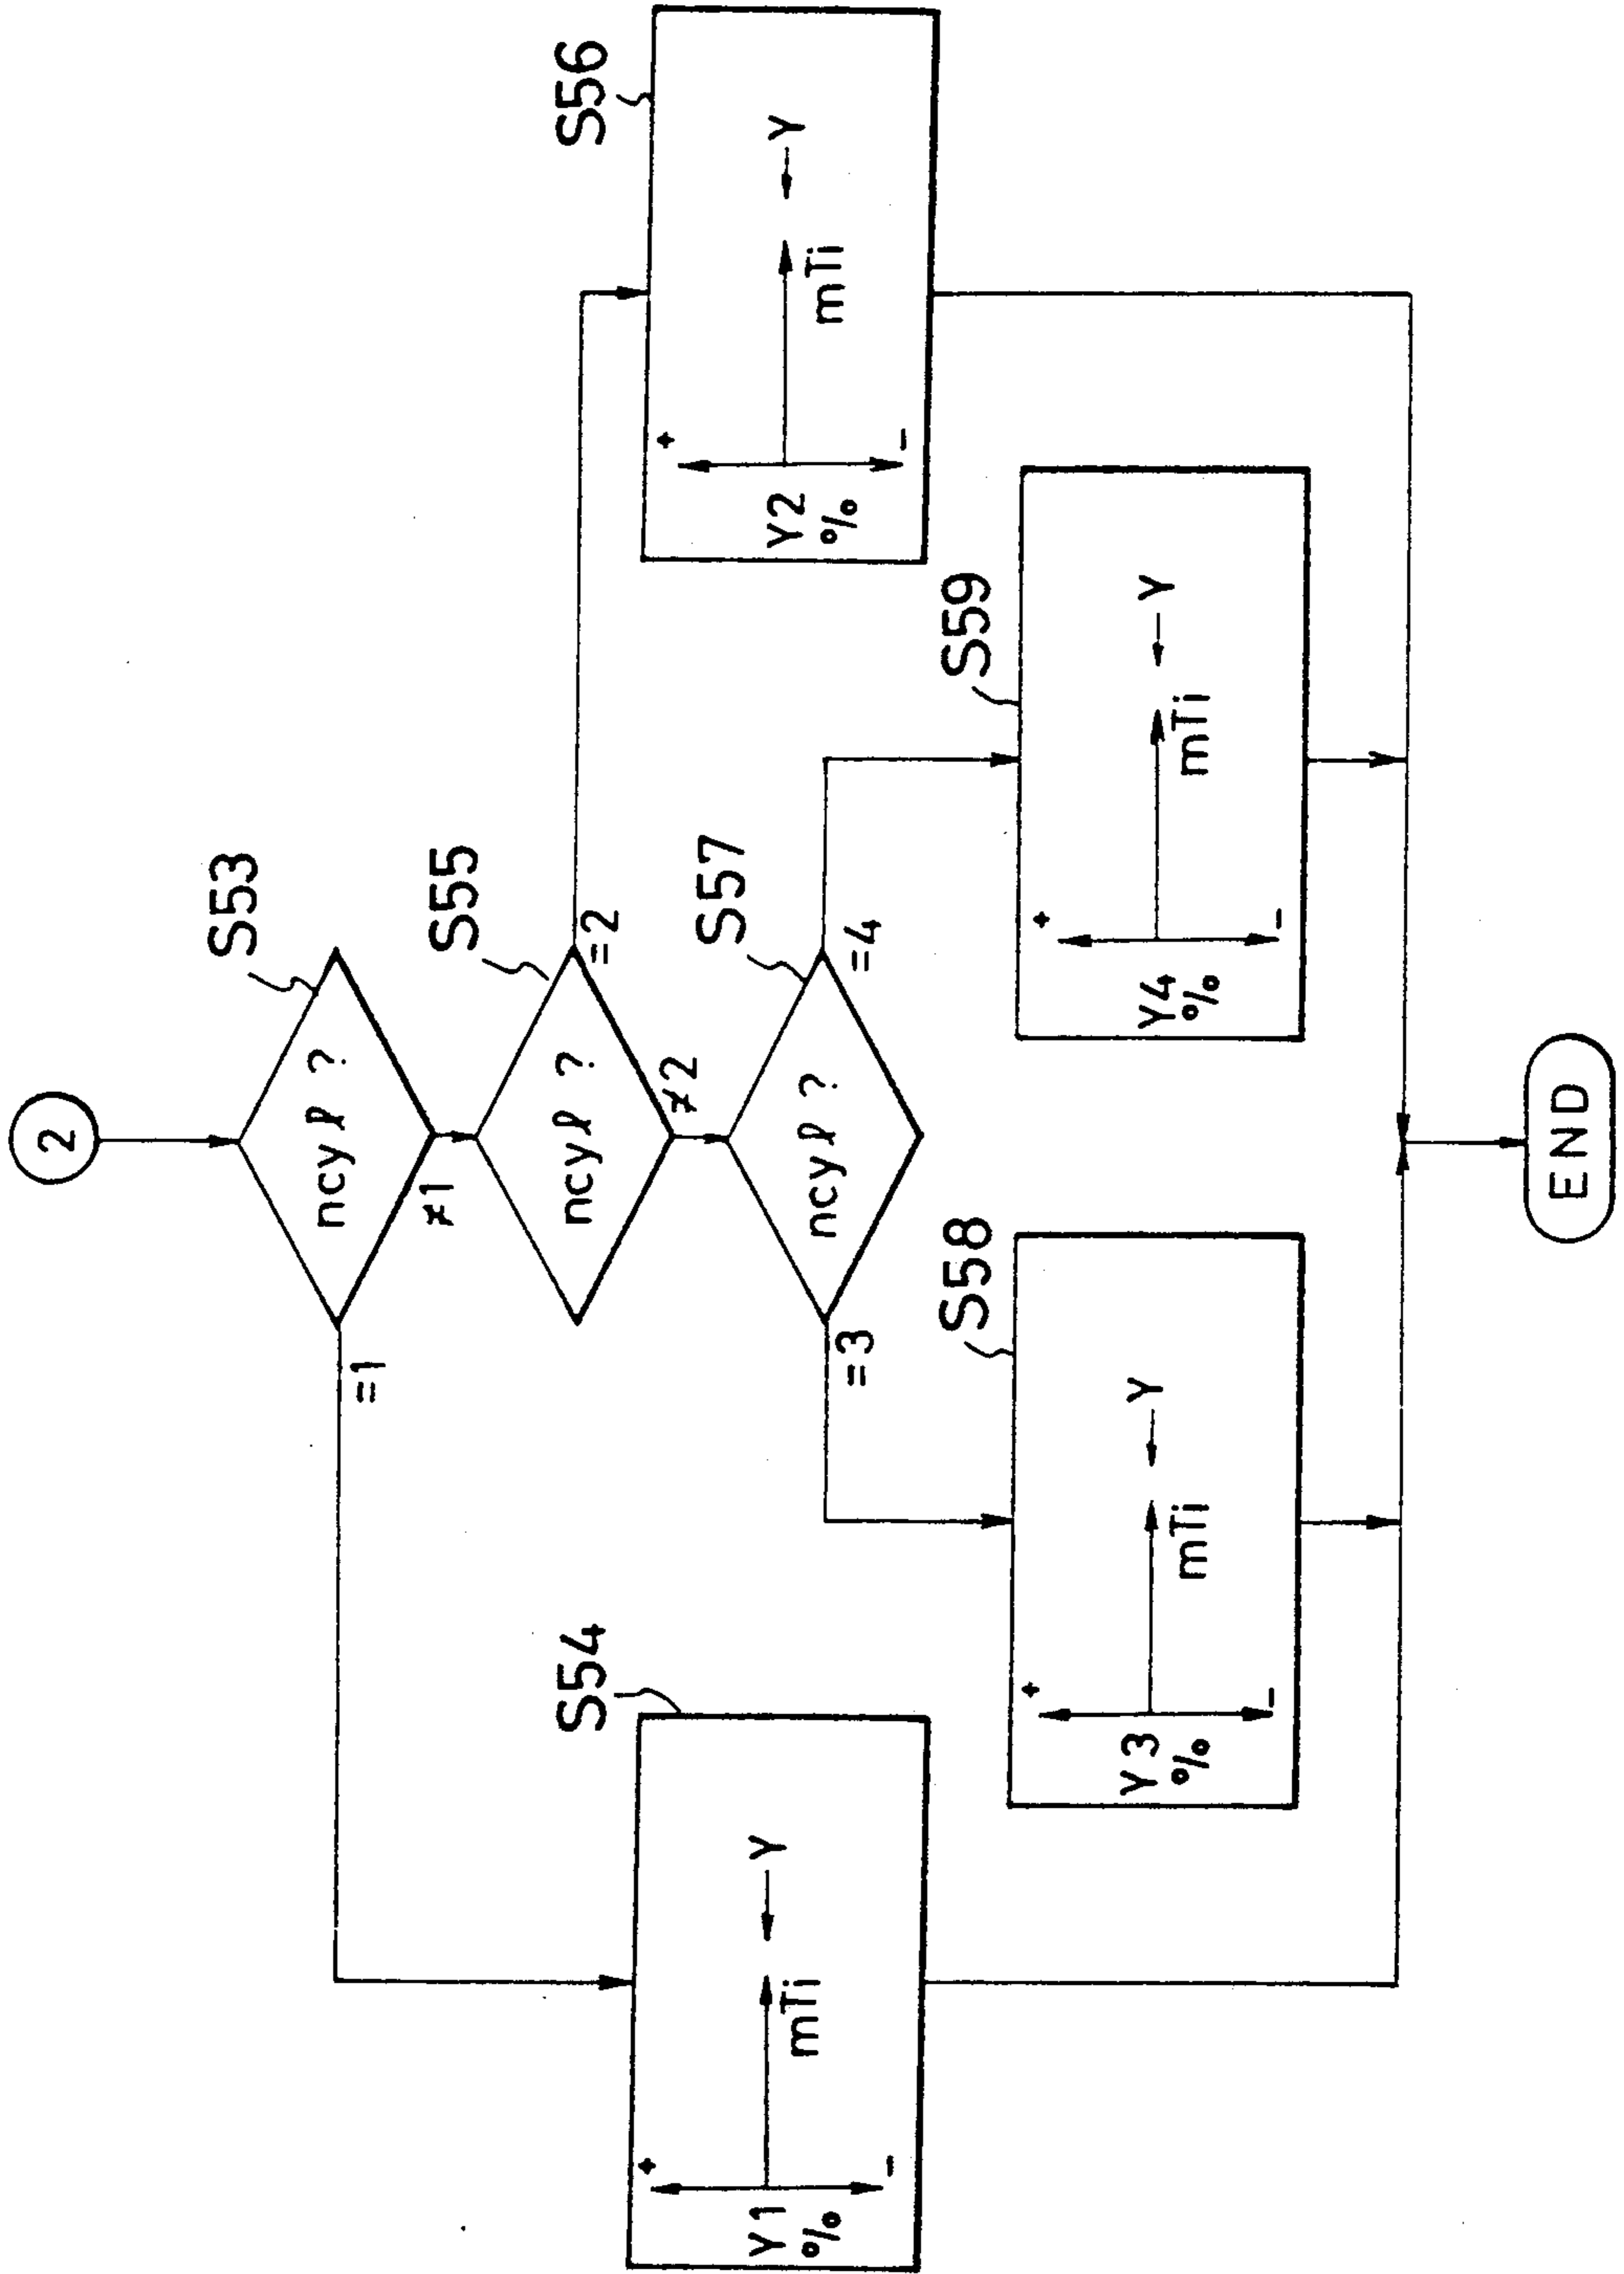 2
S53
ncyl ?
=1
≠1
S55
ncyl ?
=2
≠2
S57
ncyl ?
=3
=4
S54
+
Y1
%
-
mTi
Y
S56
+
Y2
%
-
mTi
Y
S58
+
Y3
%
-
mTi
Y
S59
+
Y4
%
-
mTi
Y
END